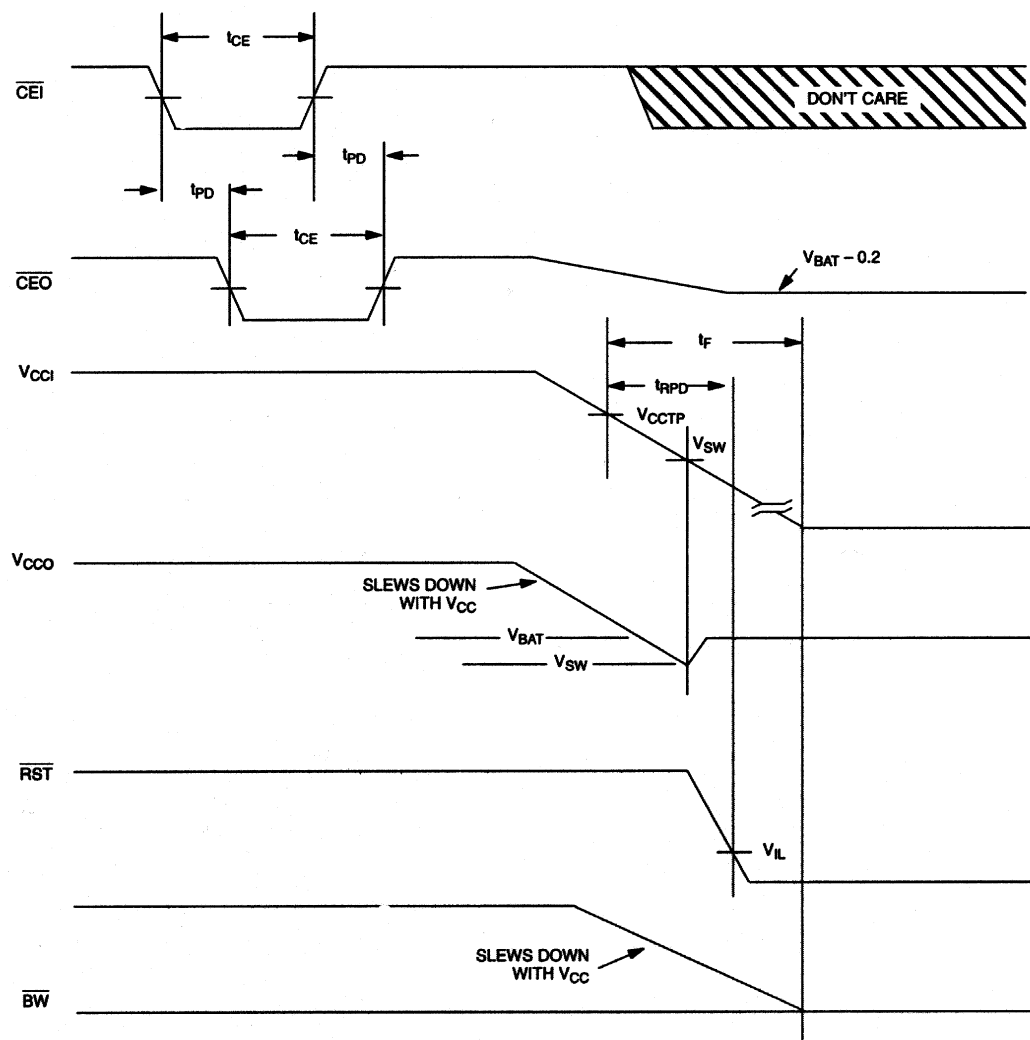 tCE
CEI
DON'T CARE
tPD
tPD
tCE
CEO
VBAT – 0.2
tF
VCCI
tRPD
VCCTP
VSW
VCCO
SLEWS DOWN
WITH VCC
VBAT
VSW
RST
VIL
SLEWS DOWN
WITH VCC
BW